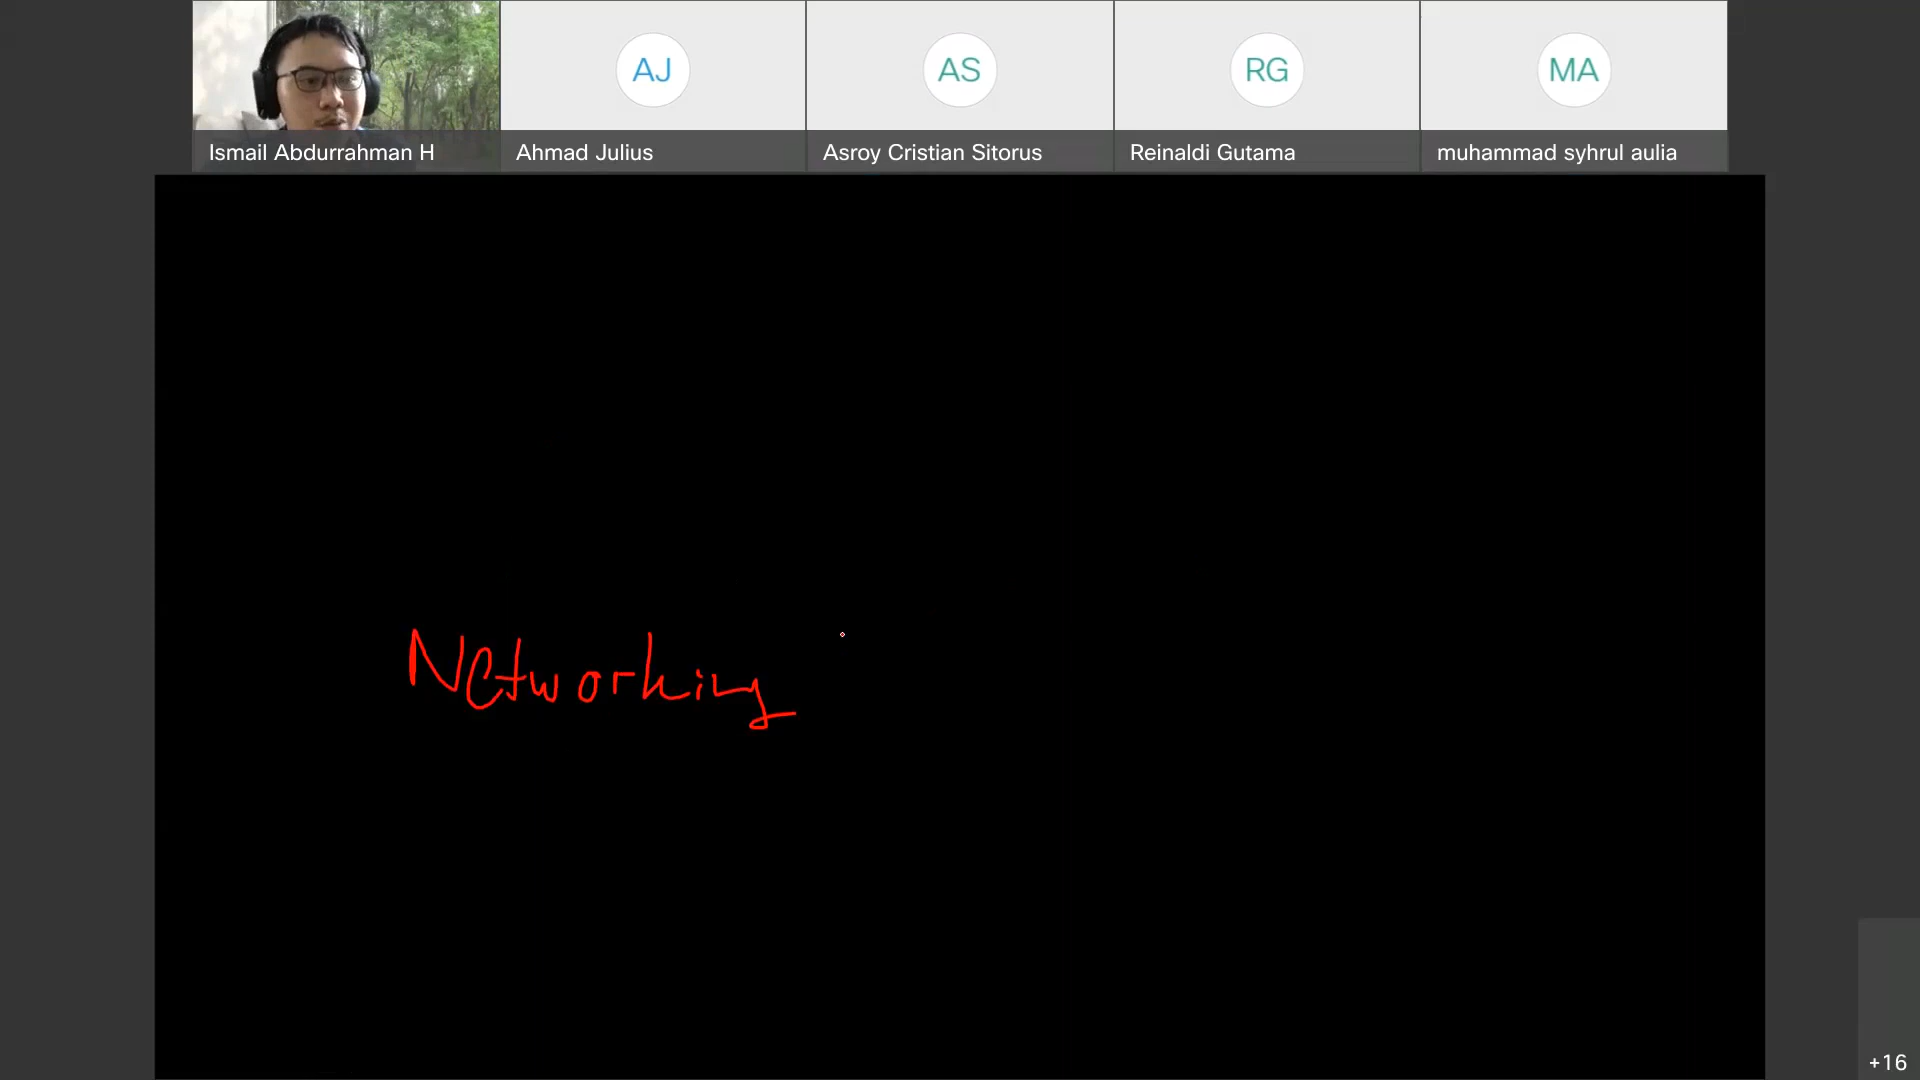 AJ
AS
RG
MA
Ismail Abdurrahman H
Ahmad Julius
Asroy Cristian Sitorus
Reinaldi Gutama
muhammad syhrul aulia
Networking
+16